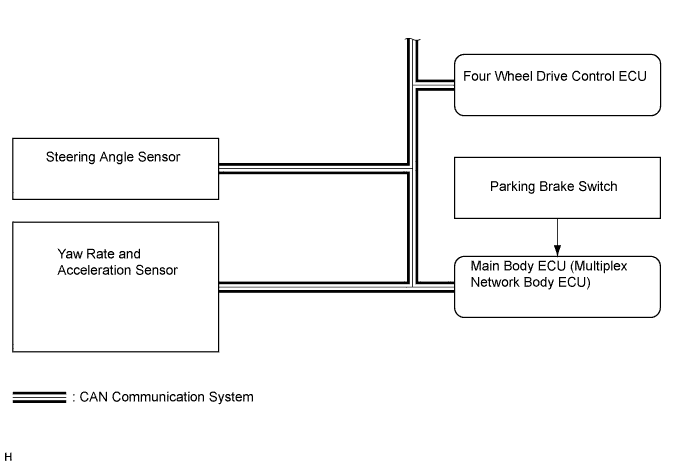 Four Wheel Drive Control ECU
Steering Angle Sensor
Parking Brake Switch
Yaw Rate and
Acceleration Sensor
Main Body ECU (Multiplex
Network Body ECU)
: CAN Communication System
H